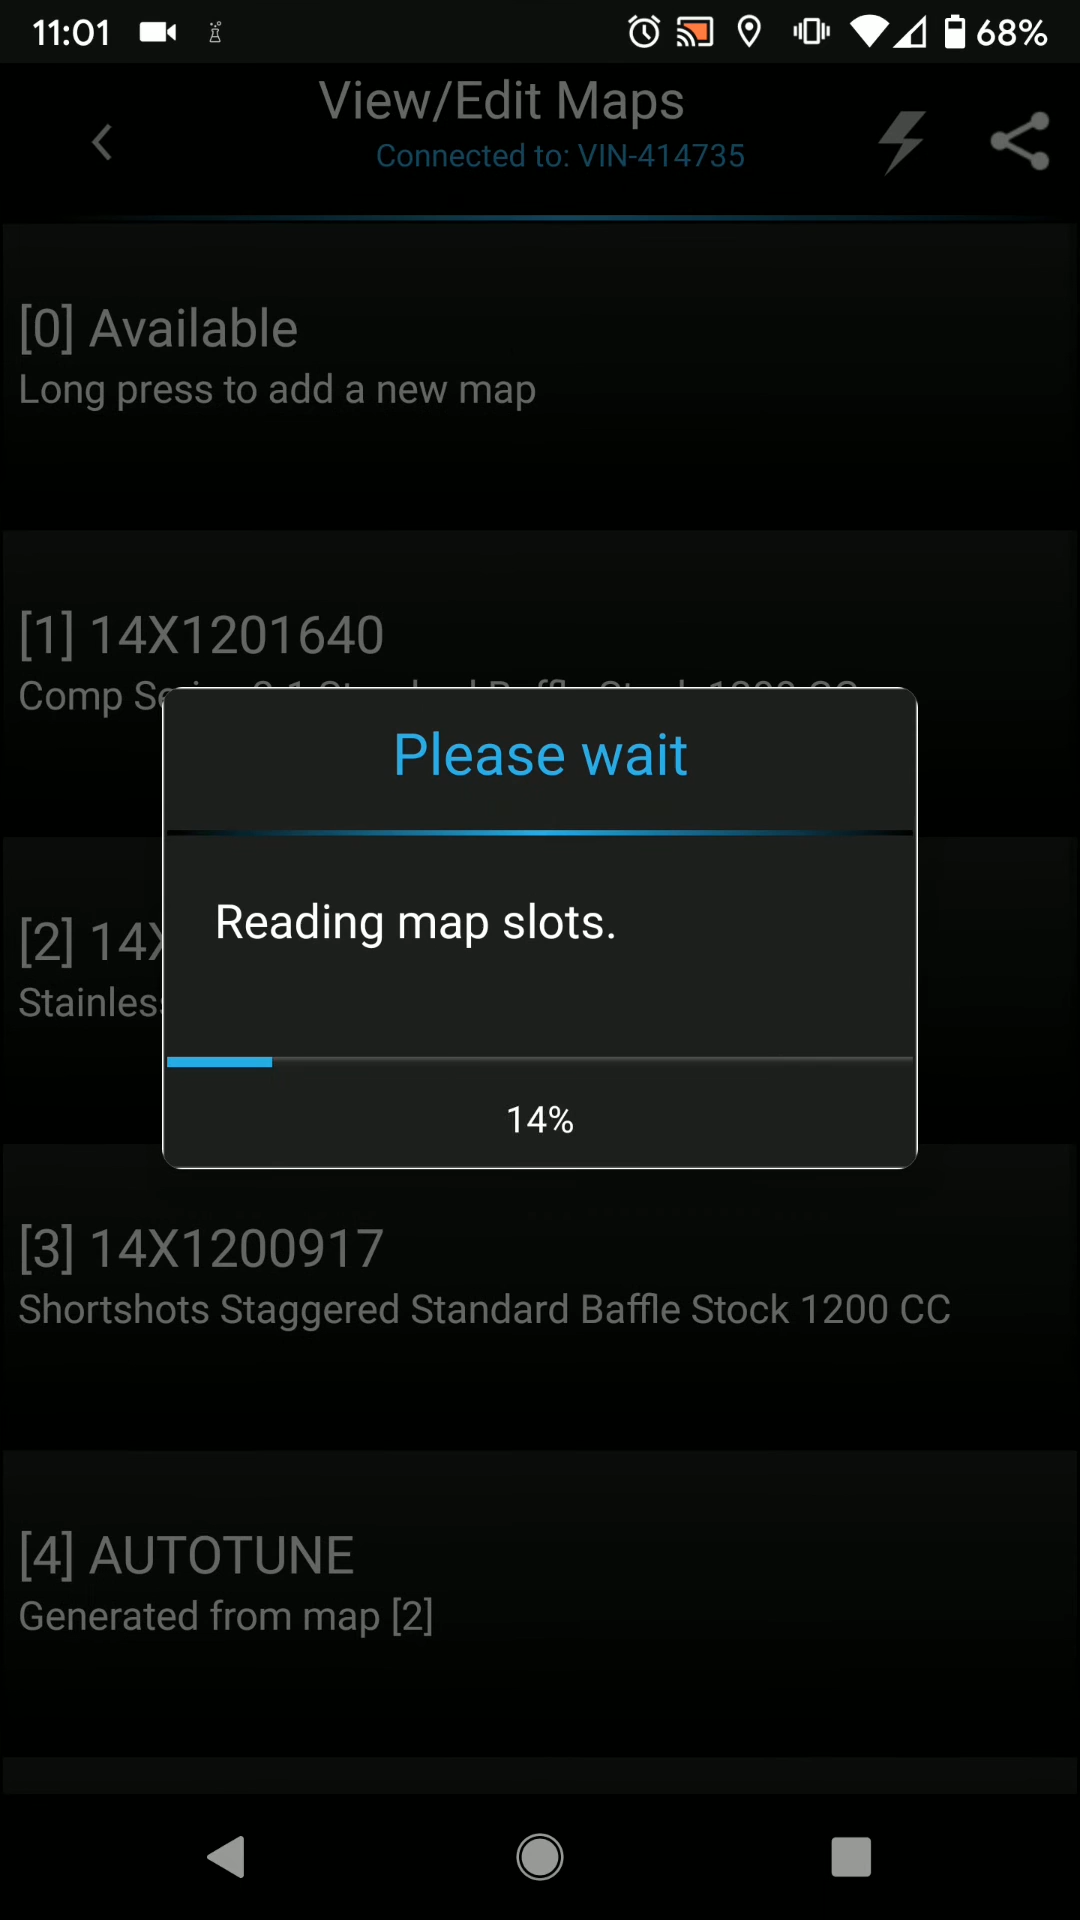 11:01
68%
View/Edit Maps
Connected to: VIN-414735
[0] Available
Long press to add a new map
[1] 14X1201640
Comp
Please wait
Reading map slots.
14%
[2] 14X
Stainless
[3] 14X1200917
Shortshots Staggered Standard Baffle Stock 1200 CC
[4] AUTOTUNE
Generated from map [2]